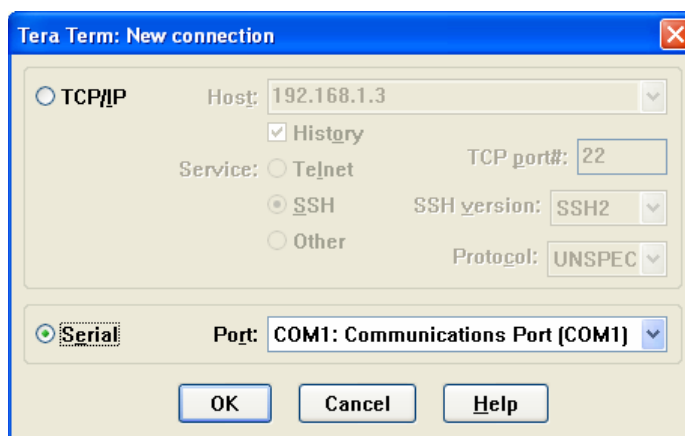 Tera Term: New connection
TCP/IP Host: 192.168.1.3
History
Service: Telnet TCP port#: 22
SSH SSH version: SSH2
Other Protocol: UNSPEC
Serial Port: COM1: Communications Port (COM1)
OK Cancel Help